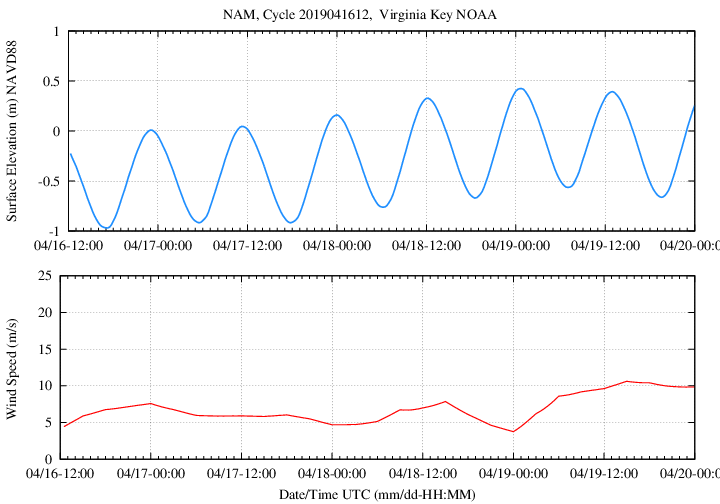 NAM, Cycle 2019041612,  Virginia Key NOAA
Surface Elevation (m) NAVD88
1
0.5
0
-0.5
-1
04/16-12:00 04/17-00:00 04/17-12:00 04/18-00:00 04/18-12:00 04/19-00:00 04/19-12:00 04/20-00:0
Wind Speed (m/s)
25
20
15
10
5
0
04/16-12:00 04/17-00:00 04/17-12:00 04/18-00:00 04/18-12:00 04/19-00:00 04/19-12:00 04/20-00:0
Date/Time UTC (mm/dd-HH:MM)